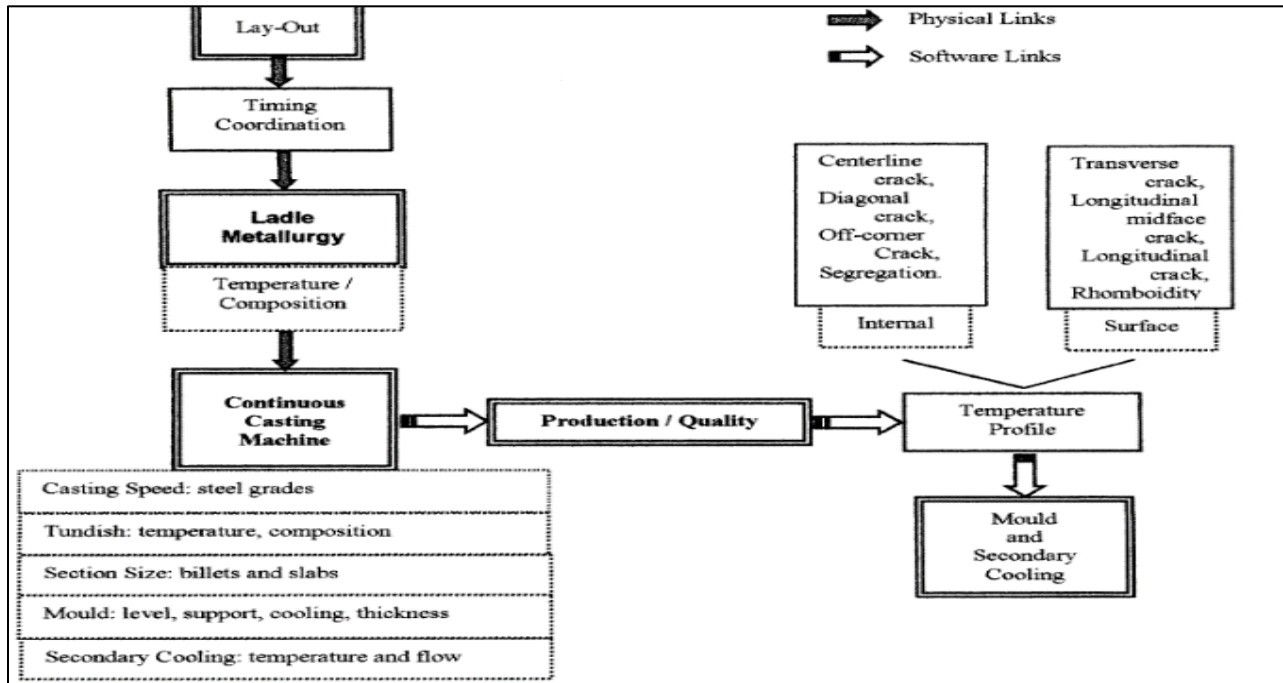 Lay-Out
Physical Links
Software Links
Timing
Coordination
Ladle
Metallurgy
Temperature /
Composition
Continuous
Casting
Machine
Production / Quality
Casting Speed: steel grades
Tundish: temperature, composition
Section Size: billets and slabs
Mould: level, support, cooling, thickness
Secondary Cooling: temperature and flow
Centerline
crack,
Diagonal
crack,
Off-corner
Crack,
Segregation.
Internal
Transverse
crack,
Longitudinal
midface
crack,
Longitudinal
crack,
Rhomboidity
Surface
Temperature
Profile
Mould
and
Secondary
Cooling